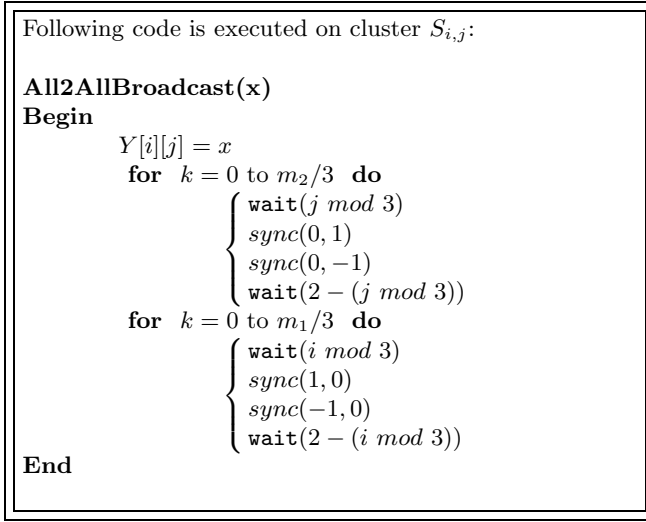 Following code is executed on cluster S_{i,j}:
All2AllBroadcast(x)
Begin
Y[i][j] = x
for k = 0 to m_2/3 do
wait(j mod 3)
sync(0, 1)
sync(0, −1)
wait(2 − (j mod 3))
for k = 0 to m_1/3 do
wait(i mod 3)
sync(1, 0)
sync(−1, 0)
wait(2 − (i mod 3))
End